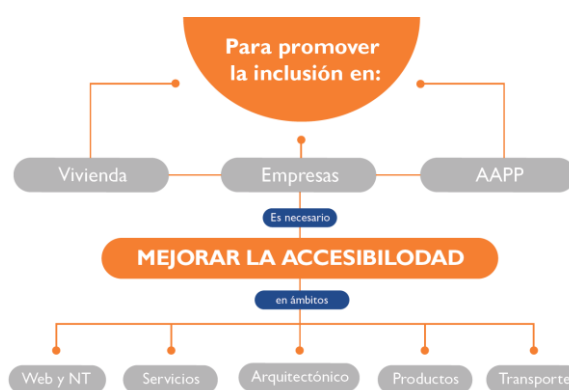 Para promover
la inclusión en:
Vivienda
Empresas
AAPP
Es necesario
MEJORAR LA ACCESIBILODAD
en ámbitos
Web y NT
Servicios
Arquitectónico
Productos
Transporte